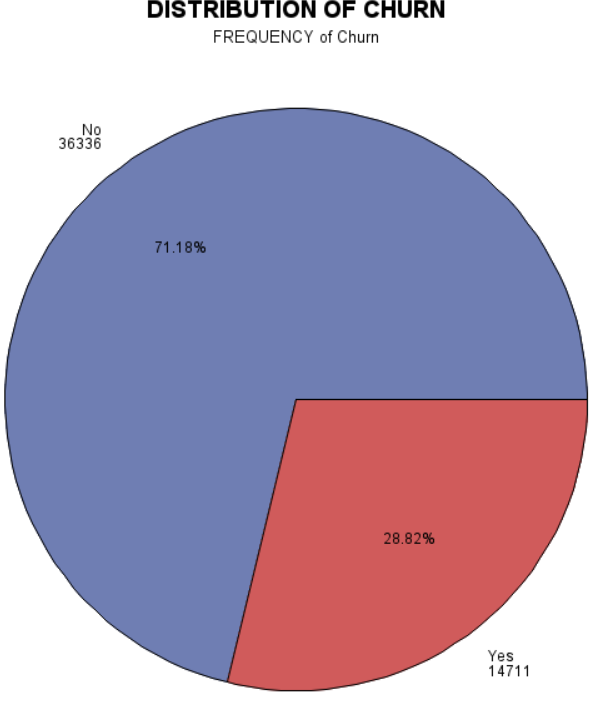 DISTRIBUTION OF CHURN
FREQUENCY of Churn
No
36336
71.18%
28.82%
Yes
14711